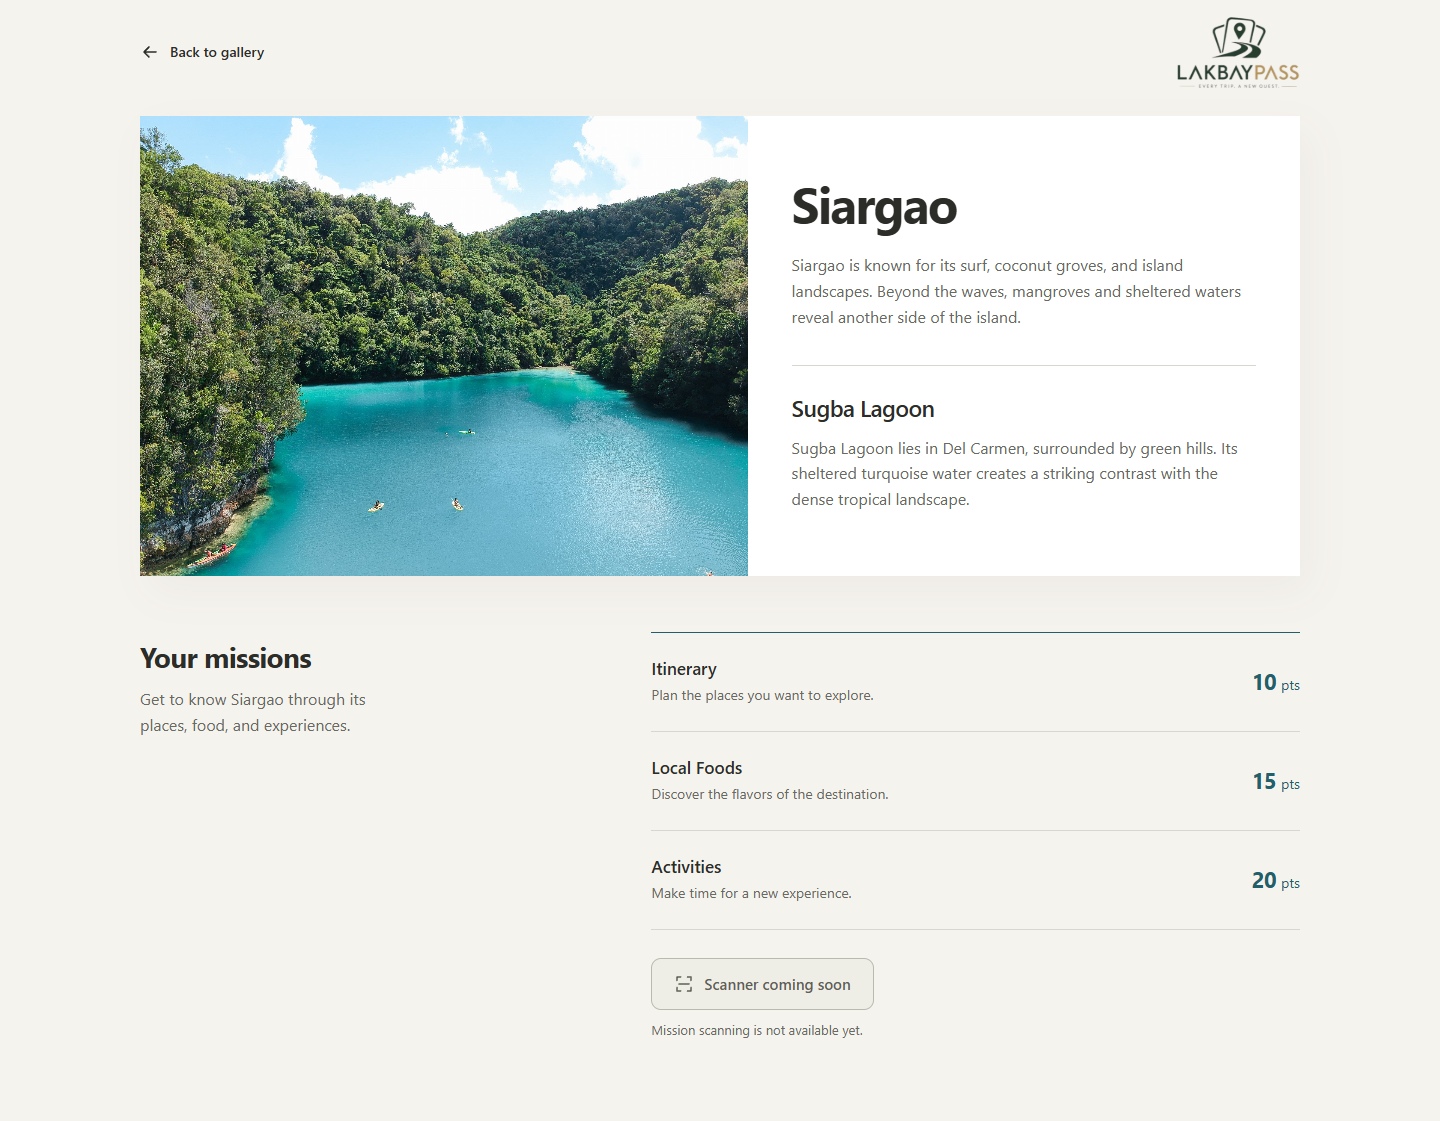 Back to gallery
LAKBAYPASS
EVERY TRIP. A NEW QUEST.
Siargao
Siargao is known for its surf, coconut groves, and island
landscapes. Beyond the waves, mangroves and sheltered waters
reveal another side of the island.
Sugba Lagoon
Sugba Lagoon lies in Del Carmen, surrounded by green hills. Its
sheltered turquoise water creates a striking contrast with the
dense tropical landscape.
Your missions
Get to know Siargao through its
places, food, and experiences.
Itinerary
Plan the places you want to explore.
10 pts
Local Foods
Discover the flavors of the destination.
15 pts
Activities
Make time for a new experience.
20 pts
Scanner coming soon
Mission scanning is not available yet.